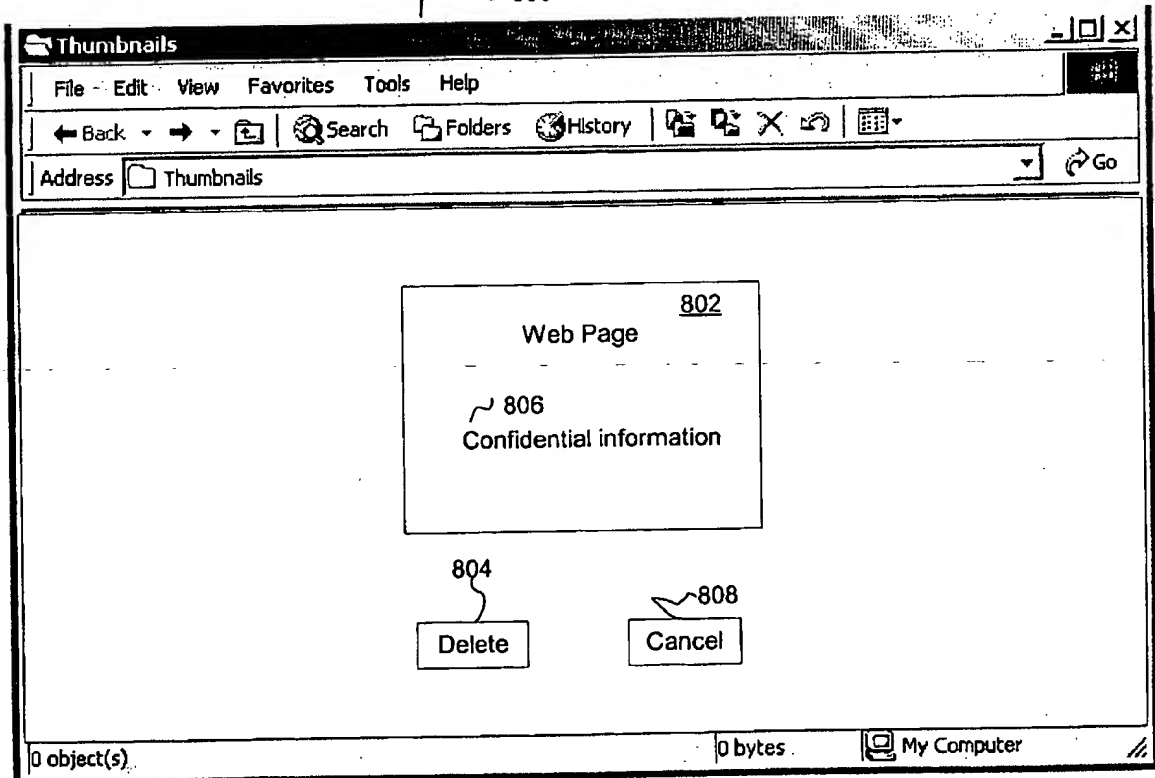 Thumbnails
File Edit View Favorites Tools Help
Back Search Folders History
Address Thumbnails Go
802
Web Page
806
Confidential information
804
808
Delete Cancel
0 object(s) 0 bytes My Computer